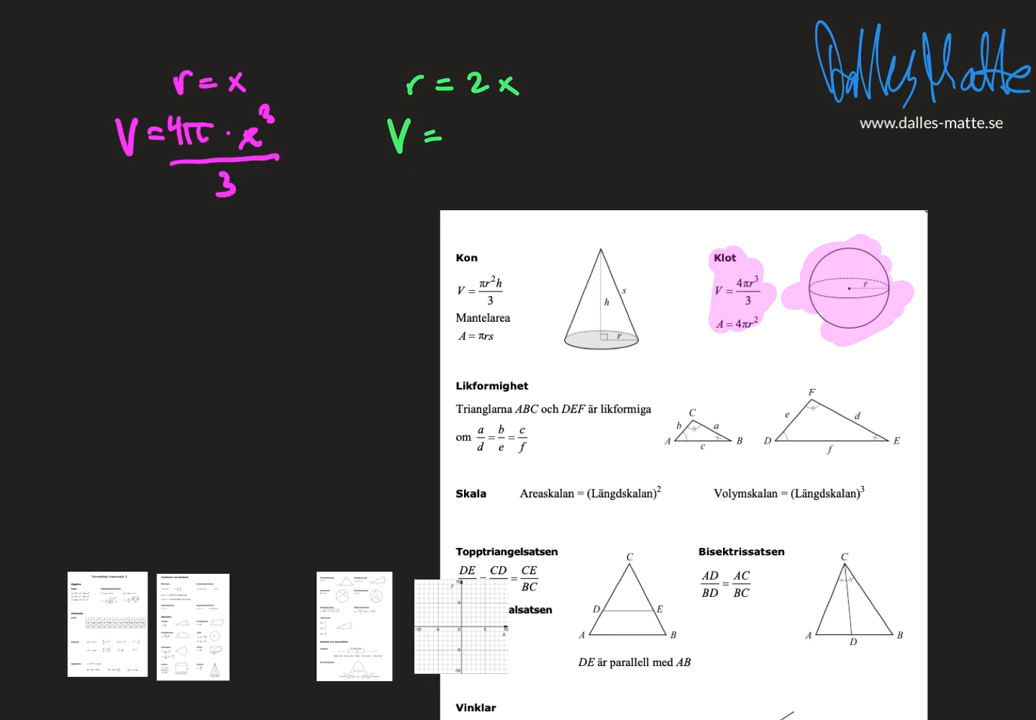 r = x
V = 4π · x³ / 3
r = 2x
V =
Dalles Matte
www.dalles-matte.se
Kon
V = πr²h / 3
Mantelarea
A = πrs
s
h
r
Klot
V = 4πr³ / 3
A = 4πr²
r
Likformighet
Trianglarna ABC och DEF är likformiga
om a/d = b/e = c/f
C
b a
A c B
F
e d
D f E
Skala Areaskalan = (Längdskalan)² Volymskalan = (Längdskalan)³
Topptriangelsatsen
DE CD = CE/BC
alsatsen
C
D E
A B
DE är parallell med AB
Bisektrissatsen
AD/BD = AC/BC
C
A D B
Vinklar